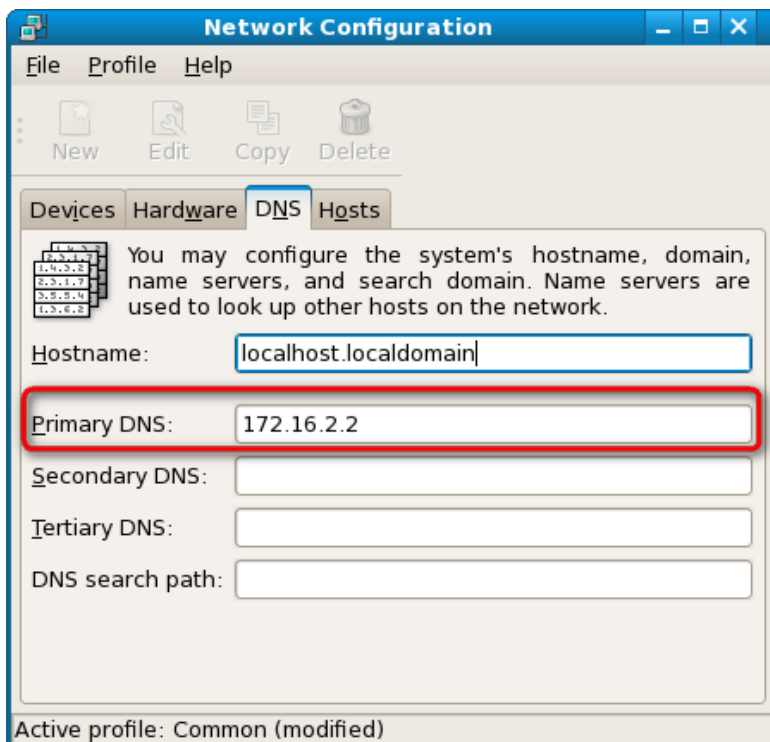 Network Configuration
File Profile Help
New Edit Copy Delete
Devices Hardware DNS Hosts
You may configure the system's hostname, domain,
name servers, and search domain. Name servers are
used to look up other hosts on the network.
Hostname: localhost.localdomain
Primary DNS: 172.16.2.2
Secondary DNS:
Tertiary DNS:
DNS search path:
Active profile: Common (modified)